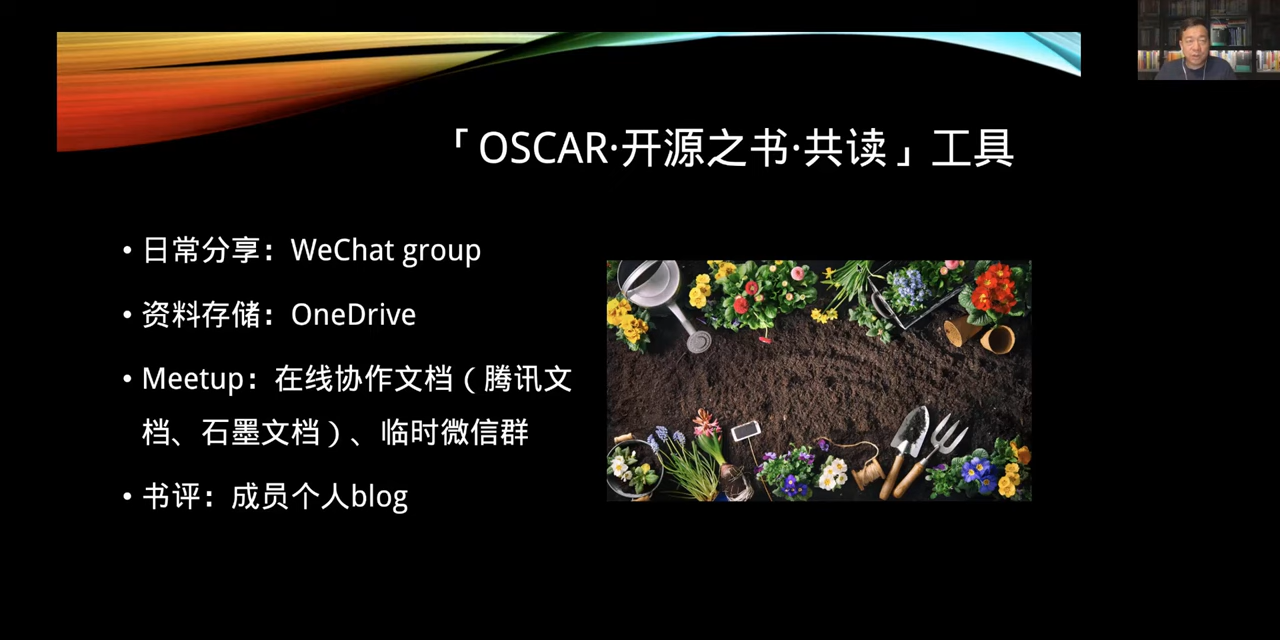 「OSCAR·开源之书·共读」工具
• 日常分享：WeChat group
• 资料存储：OneDrive
• Meetup：在线协作文档（腾讯文
档、石墨文档）、临时微信群
• 书评：成员个人blog